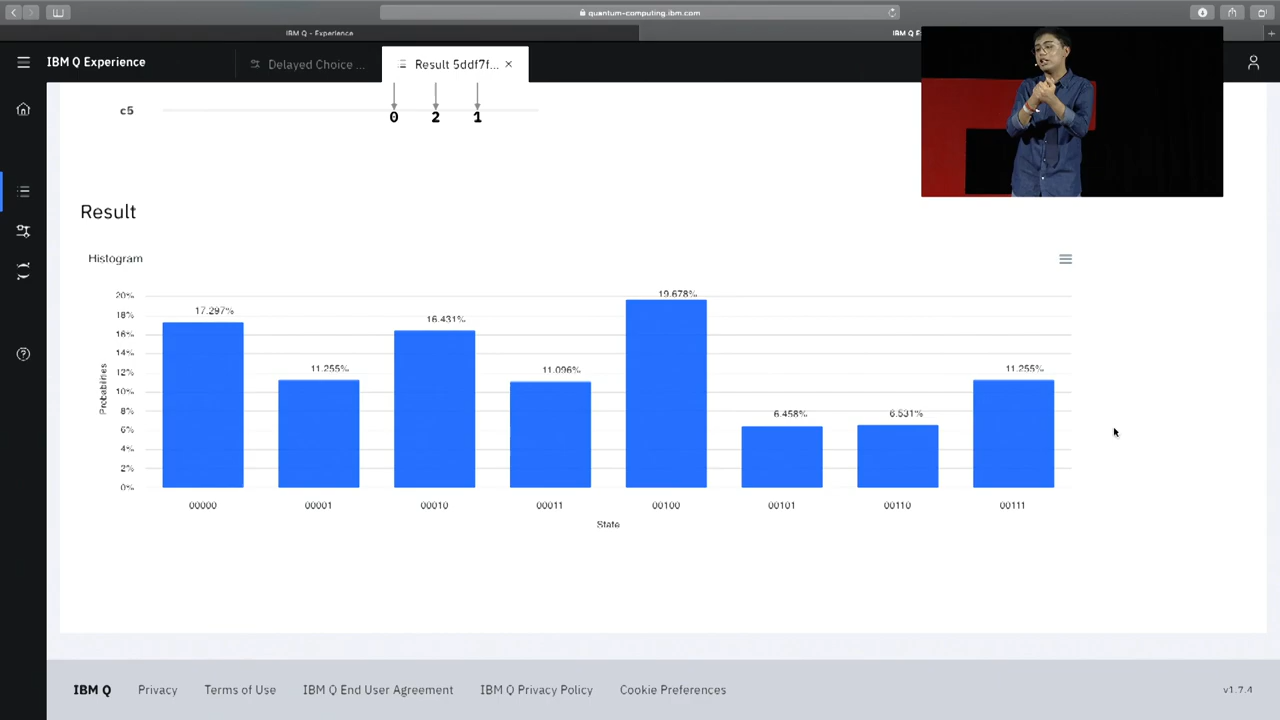 quantum-computing.ibm.com
IBM Q - Experience
IBM Q E
IBM Q Experience
Delayed Choice ...
Result 5ddf7f...
c5
0 2 1
Result
Histogram
20%
18%
16%
14%
12%
10%
8%
6%
4%
2%
0%
Probabilities
17.297%
11.255%
16.431%
11.096%
19.678%
6.458%
6.531%
11.255%
00000 00001 00010 00011 00100 00101 00110 00111
State
IBM Q Privacy Terms of Use IBM Q End User Agreement IBM Q Privacy Policy Cookie Preferences v1.7.4